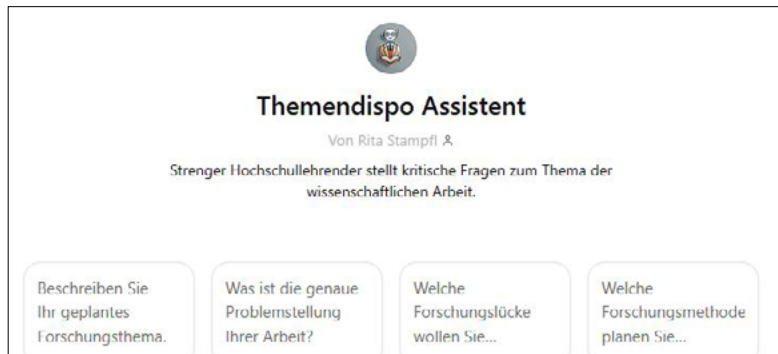 Themendispo Assistent
Von Rita Stampfl
Strenger Hochschullehrender stellt kritische Fragen zum Thema der
wissenschaftlichen Arbeit.
Beschreiben Sie
Ihr geplantes
Forschungsthema.
Was ist die genaue
Problemstellung
Ihrer Arbeit?
Welche
Forschungslücke
wollen Sie...
Welche
Forschungsmethode
planen Sie...